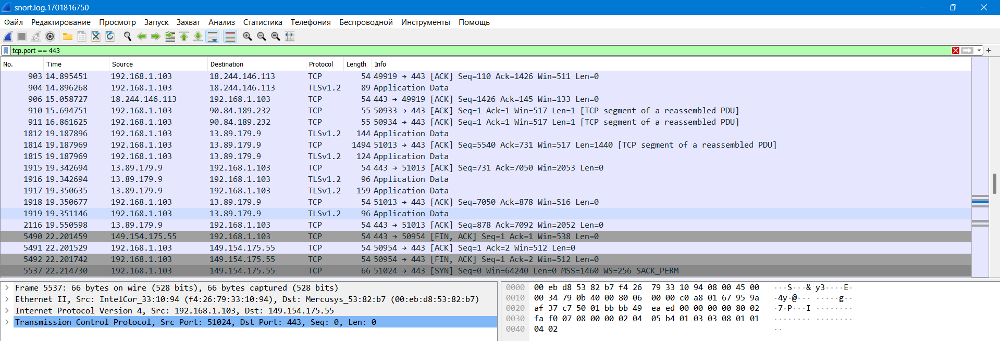 snort.log.1701816750
Файл Редактирование Просмотр Запуск Захват Анализ Статистика Телефония Беспроводной Инструменты Помощь
tcp.port == 443
No. Time Source Destination Protocol Length Info
903 14.895451 192.168.1.103 18.244.146.113 TCP 54 49919 → 443 [ACK] Seq=110 Ack=1426 Win=511 Len=0
904 14.896268 192.168.1.103 18.244.146.113 TLSv1.2 89 Application Data
906 15.058727 18.244.146.113 192.168.1.103 TCP 54 443 → 49919 [ACK] Seq=1426 Ack=145 Win=133 Len=0
910 15.694751 192.168.1.103 90.84.189.232 TCP 55 50933 → 443 [ACK] Seq=1 Ack=1 Win=517 Len=1 [TCP segment of a reassembled PDU]
911 16.861625 192.168.1.103 90.84.189.232 TCP 55 50934 → 443 [ACK] Seq=1 Ack=1 Win=517 Len=1 [TCP segment of a reassembled PDU]
1812 19.187896 192.168.1.103 13.89.179.9 TLSv1.2 144 Application Data
1814 19.187969 192.168.1.103 13.89.179.9 TCP 1494 51013 → 443 [ACK] Seq=5540 Ack=731 Win=517 Len=1440 [TCP segment of a reassembled PDU]
1815 19.187969 192.168.1.103 13.89.179.9 TLSv1.2 124 Application Data
1915 19.342694 13.89.179.9 192.168.1.103 TCP 54 443 → 51013 [ACK] Seq=731 Ack=7050 Win=2053 Len=0
1916 19.342694 13.89.179.9 192.168.1.103 TLSv1.2 96 Application Data
1917 19.350635 13.89.179.9 192.168.1.103 TLSv1.2 159 Application Data
1918 19.350677 192.168.1.103 13.89.179.9 TCP 54 51013 → 443 [ACK] Seq=7050 Ack=878 Win=516 Len=0
1919 19.351146 192.168.1.103 13.89.179.9 TLSv1.2 96 Application Data
2116 19.550598 13.89.179.9 192.168.1.103 TCP 54 443 → 51013 [ACK] Seq=878 Ack=7092 Win=2052 Len=0
5490 22.201459 149.154.175.55 192.168.1.103 TCP 54 443 → 50954 [FIN, ACK] Seq=1 Ack=1 Win=538 Len=0
5491 22.201529 192.168.1.103 149.154.175.55 TCP 54 50954 → 443 [ACK] Seq=1 Ack=2 Win=512 Len=0
5492 22.201742 192.168.1.103 149.154.175.55 TCP 54 50954 → 443 [FIN, ACK] Seq=1 Ack=2 Win=512 Len=0
5537 22.214730 192.168.1.103 149.154.175.55 TCP 66 51024 → 443 [SYN] Seq=0 Win=64240 Len=0 MSS=1460 WS=256 SACK_PERM
Frame 5537: 66 bytes on wire (528 bits), 66 bytes captured (528 bits)
Ethernet II, Src: IntelCor_33:10:94 (f4:26:79:33:10:94), Dst: Mercusys_53:82:b7 (00:eb:d8:53:82:b7)
Internet Protocol Version 4, Src: 192.168.1.103, Dst: 149.154.175.55
Transmission Control Protocol, Src Port: 51024, Dst Port: 443, Seq: 0, Len: 0
0000 00 eb d8 53 82 b7 f4 26 79 33 10 94 08 00 45 00 ···S···& y3····E·
0010 00 34 79 0b 40 00 80 06 00 00 c0 a8 01 67 95 9a ·4y·@··· ·····g··
0020 af 37 c7 50 01 bb bb 49 ea ed 00 00 00 00 80 02 ·7·P···I ········
0030 fa f0 07 08 00 00 02 04 05 b4 01 03 03 08 01 01 ········ ········
0040 04 02 ··